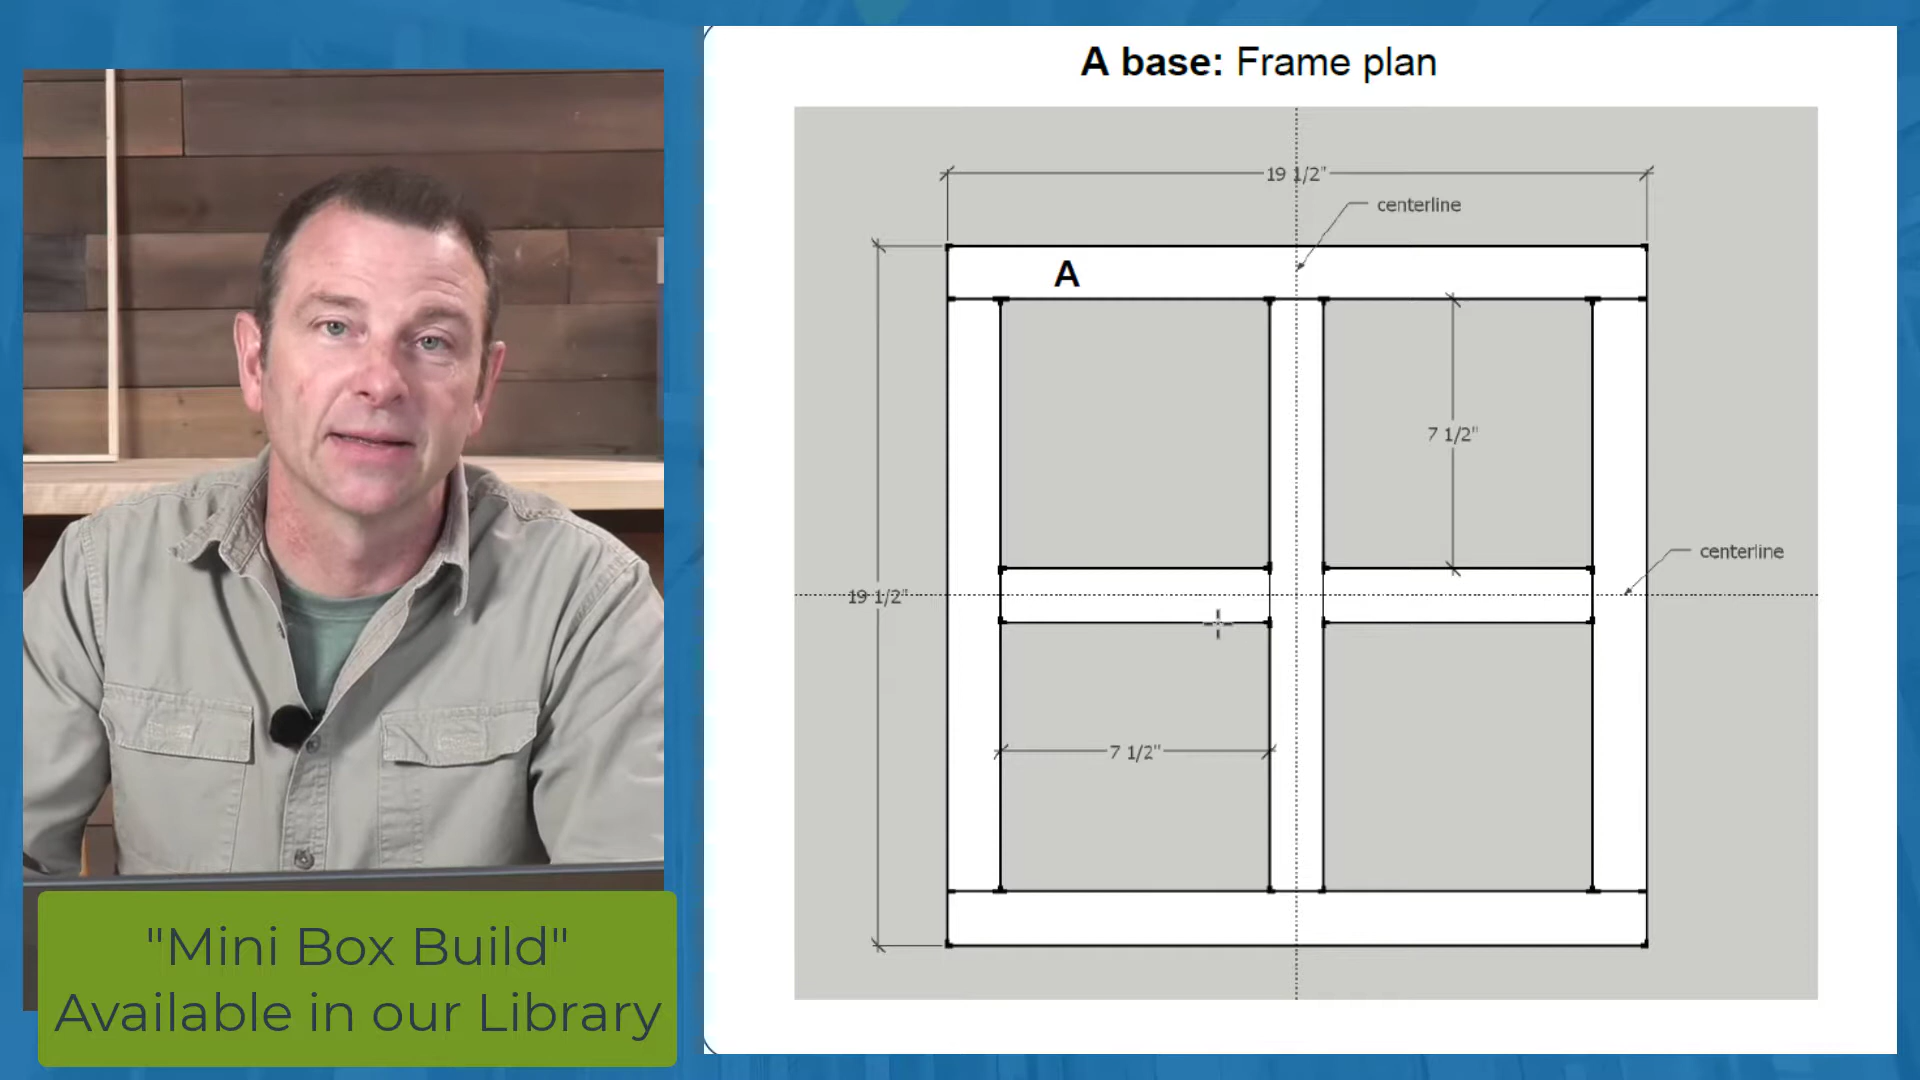 A base: Frame plan
19 1/2"
centerline
A
7 1/2"
centerline
19 1/2"
7 1/2"
"Mini Box Build"
Available in our Library